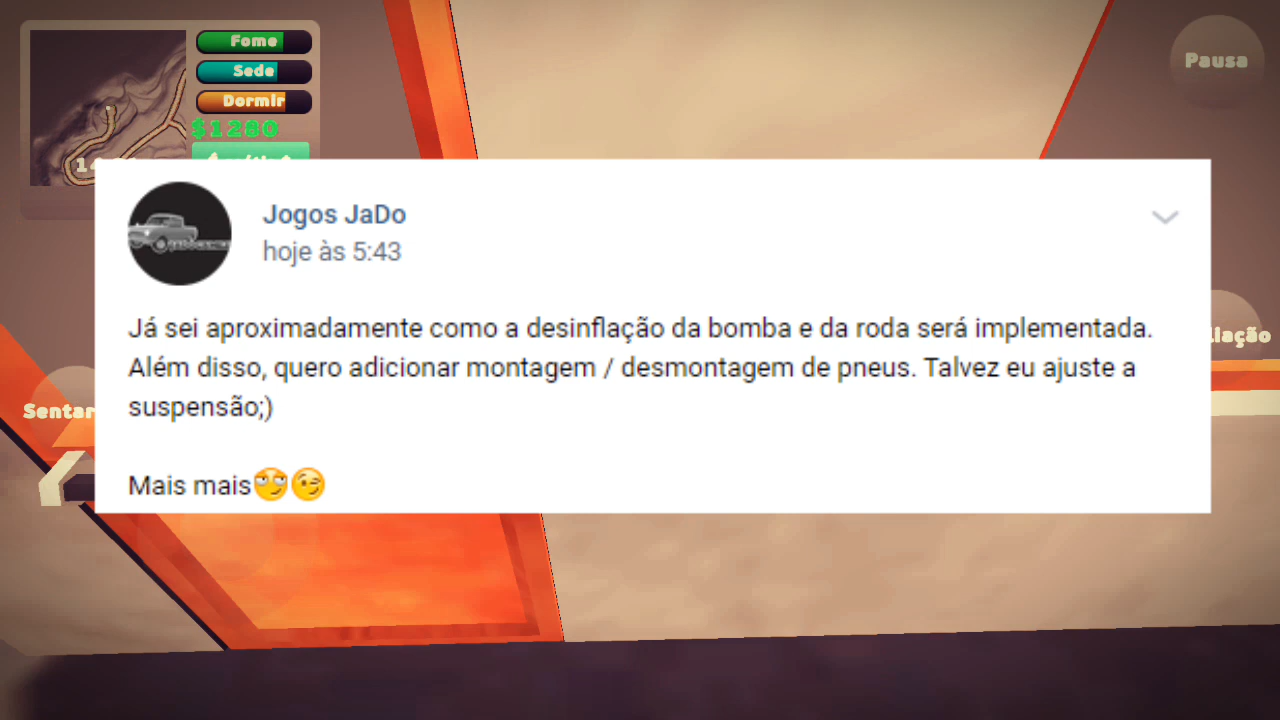 Fome
Sede
Dormir
$1280
Pausa
Jogos JaDo
hoje às 5:43
Já sei aproximadamente como a desinflação da bomba e da roda será implementada.
Além disso, quero adicionar montagem / desmontagem de pneus. Talvez eu ajuste a
suspensão;)
Mais mais🙄😉
Sentar